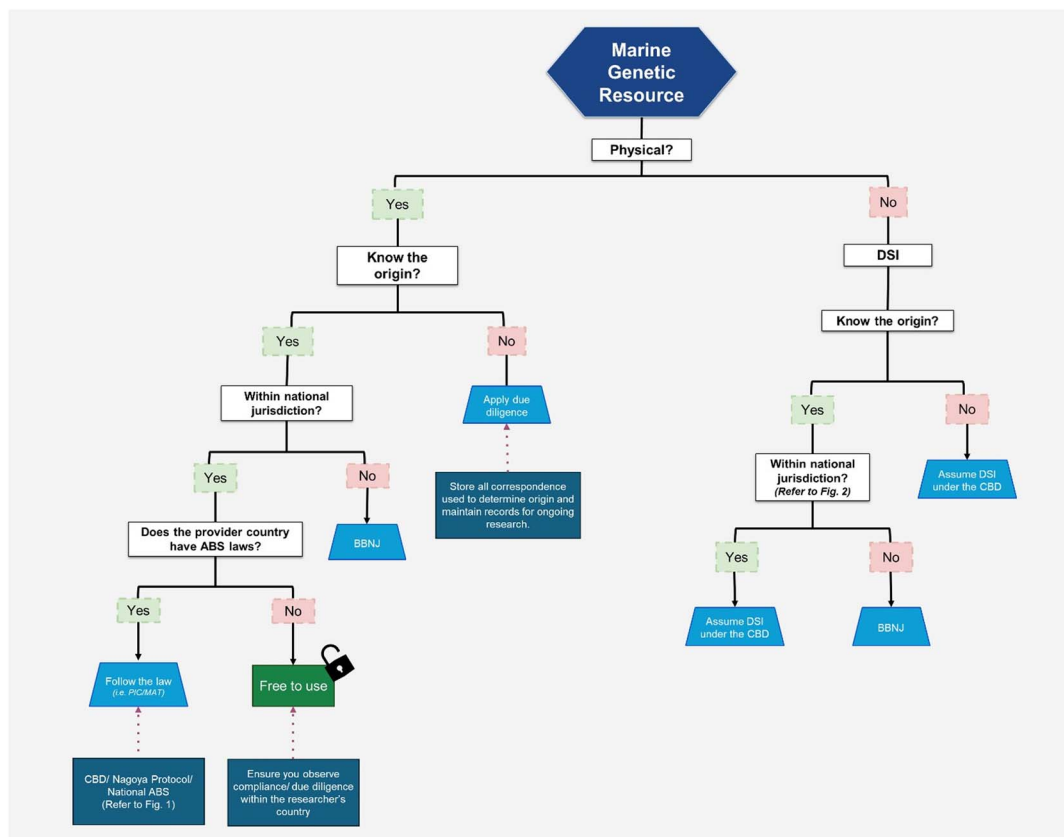 Marine
Genetic
Resource
Physical?
Yes
No
Know the
origin?
DSI
Know the origin?
Yes
No
Within national
jurisdiction?
Apply due
diligence
Yes
No
Within national
jurisdiction?
(Refer to Fig. 2)
Assume DSI
under the CBD
Yes
No
Store all correspondence
used to determine origin and
maintain records for ongoing
research.
Does the provider country
have ABS laws?
BBNJ
Yes
No
Assume DSI
under the CBD
BBNJ
Yes
No
Follow the law
(i.e. PIC/MAT)
Free to use
CBD/ Nagoya Protocol/
National ABS
(Refer to Fig. 1)
Ensure you observe
compliance/ due diligence
within the researcher's
country